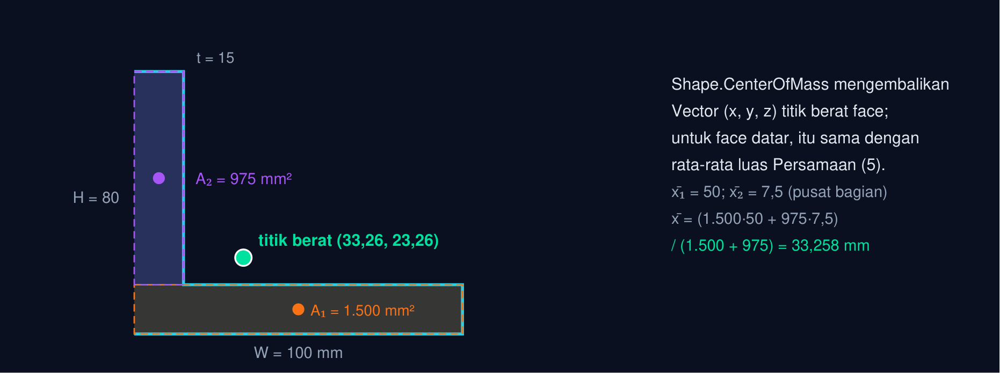 t = 15
A₂ = 975 mm²
H = 80
titik berat (33,26, 23,26)
A₁ = 1.500 mm²
W = 100 mm
Shape.CenterOfMass mengembalikan
Vector (x, y, z) titik berat face;
untuk face datar, itu sama dengan
rata-rata luas Persamaan (5).
x̄₁ = 50; x̄₂ = 7,5 (pusat bagian)
x̄ = (1.500·50 + 975·7,5)
/ (1.500 + 975) = 33,258 mm